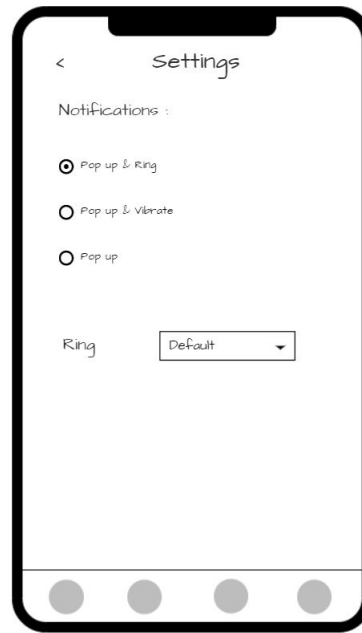 < Settings
Notifications :
Pop up & Ring
Pop up & Vibrate
Pop up
Ring Default